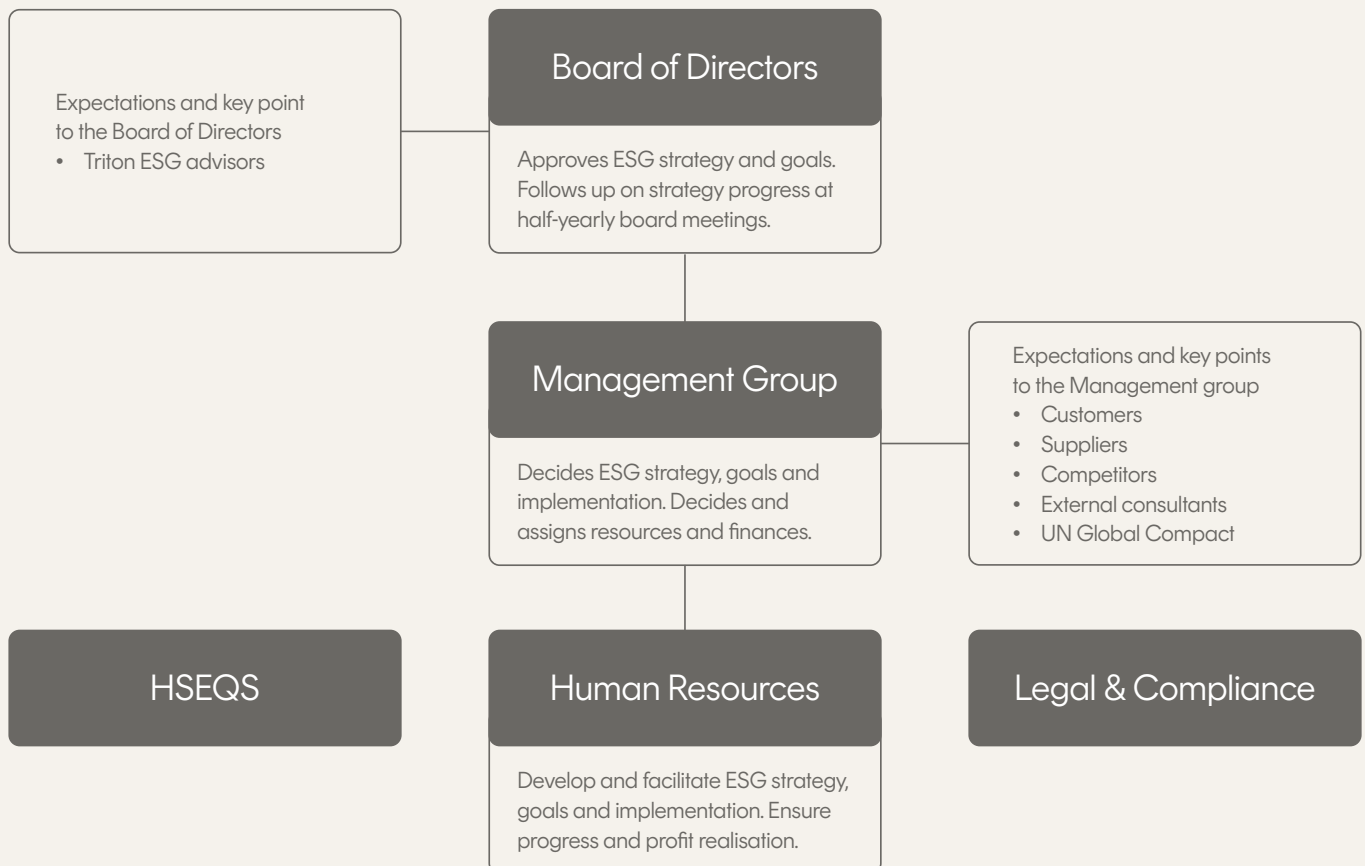 Expectations and key point
to the Board of Directors
• Triton ESG advisors
Board of Directors
Approves ESG strategy and goals.
Follows up on strategy progress at
half-yearly board meetings.
Management Group
Decides ESG strategy, goals and
implementation. Decides and
assigns resources and finances.
Expectations and key points
to the Management group
• Customers
• Suppliers
• Competitors
• External consultants
• UN Global Compact
HSEQS
Human Resources
Develop and facilitate ESG strategy,
goals and implementation. Ensure
progress and profit realisation.
Legal & Compliance